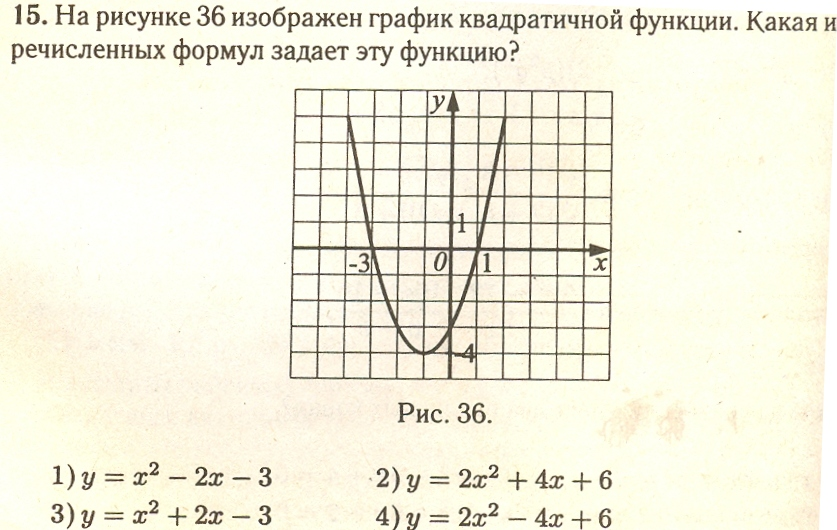 15. На рисунке 36 изображен график квадратичной функции. Какая и
речисленных формул задает эту функцию?
y
1
-3 0 1 x
-4
Рис. 36.
1) y = x² − 2x − 3 2) y = 2x² + 4x + 6
3) y = x² + 2x − 3 4) y = 2x² − 4x + 6